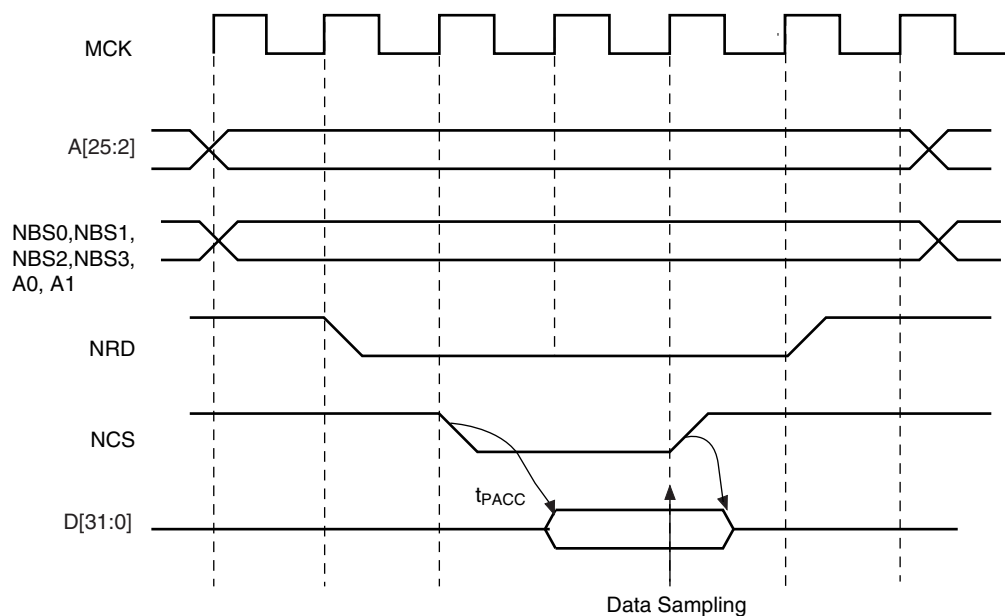 MCK
A[25:2]
NBS0,NBS1,
NBS2,NBS3,
A0, A1
NRD
NCS
tPACC
D[31:0]
Data Sampling